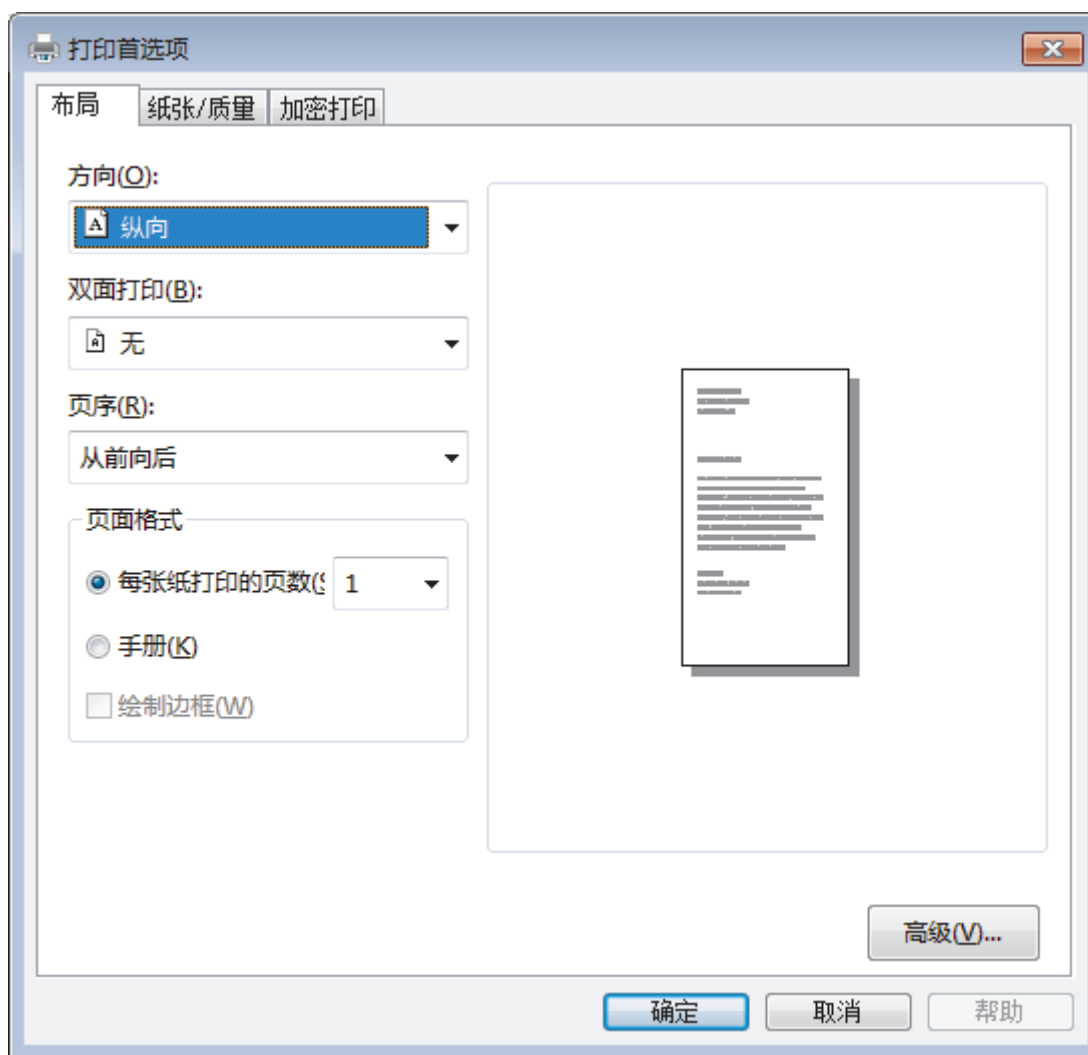 打印首选项
布局 纸张/质量 加密打印
方向(O):
纵向
双面打印(B):
无
页序(R):
从前向后
页面格式
每张纸打印的页数( 1
手册(K)
绘制边框(W)
高级(V)...
确定 取消 帮助